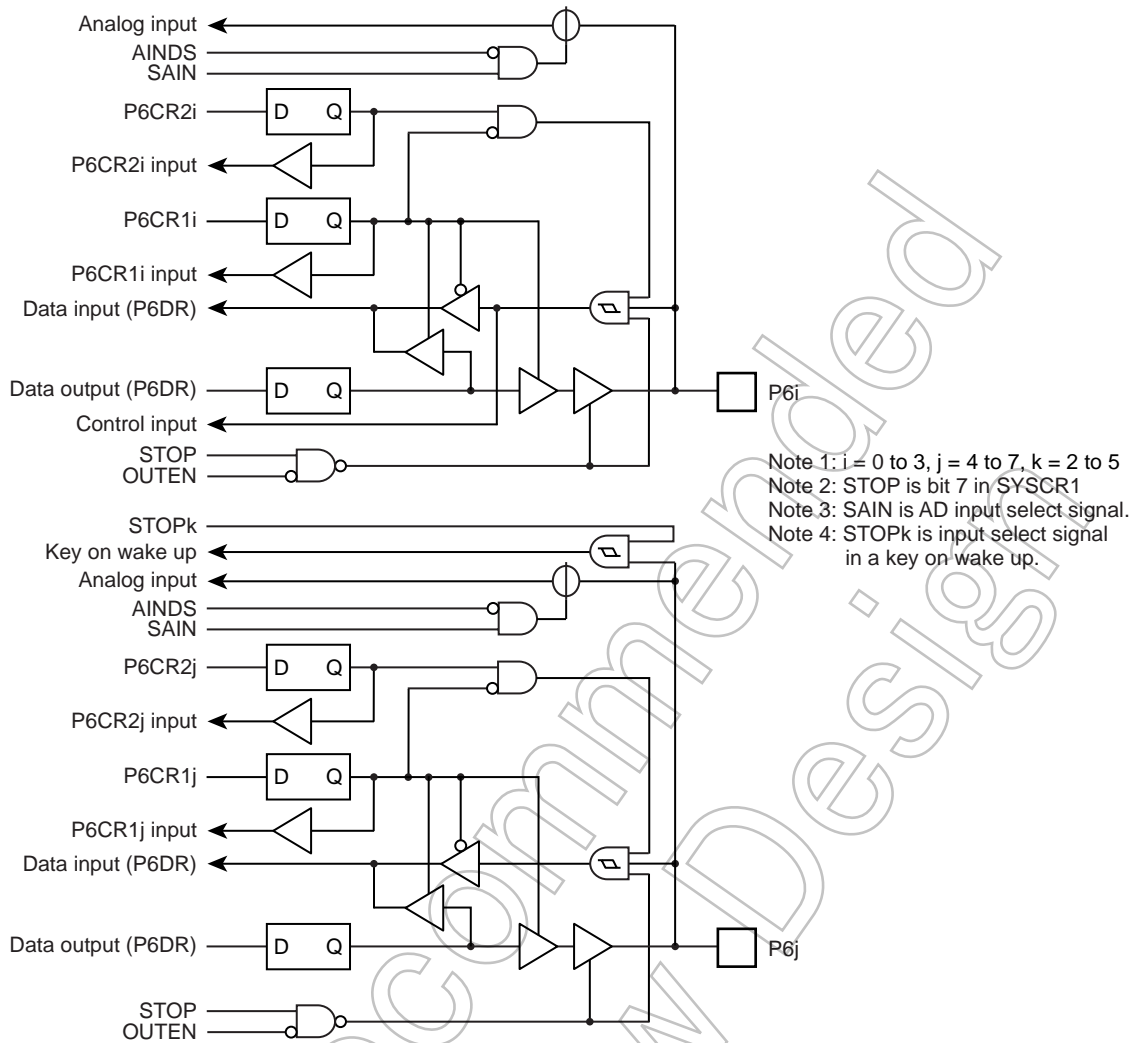 Analog input
AINDS
SAIN
P6CR2i
D Q
P6CR2i input
P6CR1i
D Q
P6CR1i input
Data input (P6DR)
Data output (P6DR)
D Q
P6i
Control input
STOP
OUTEN
Note 1: i = 0 to 3, j = 4 to 7, k = 2 to 5
Note 2: STOP is bit 7 in SYSCR1
Note 3: SAIN is AD input select signal.
Note 4: STOPk is input select signal
in a key on wake up.
STOPk
Key on wake up
Analog input
AINDS
SAIN
P6CR2j
D Q
P6CR2j input
P6CR1j
D Q
P6CR1j input
Data input (P6DR)
Data output (P6DR)
D Q
P6j
STOP
OUTEN
ecommended
w Design